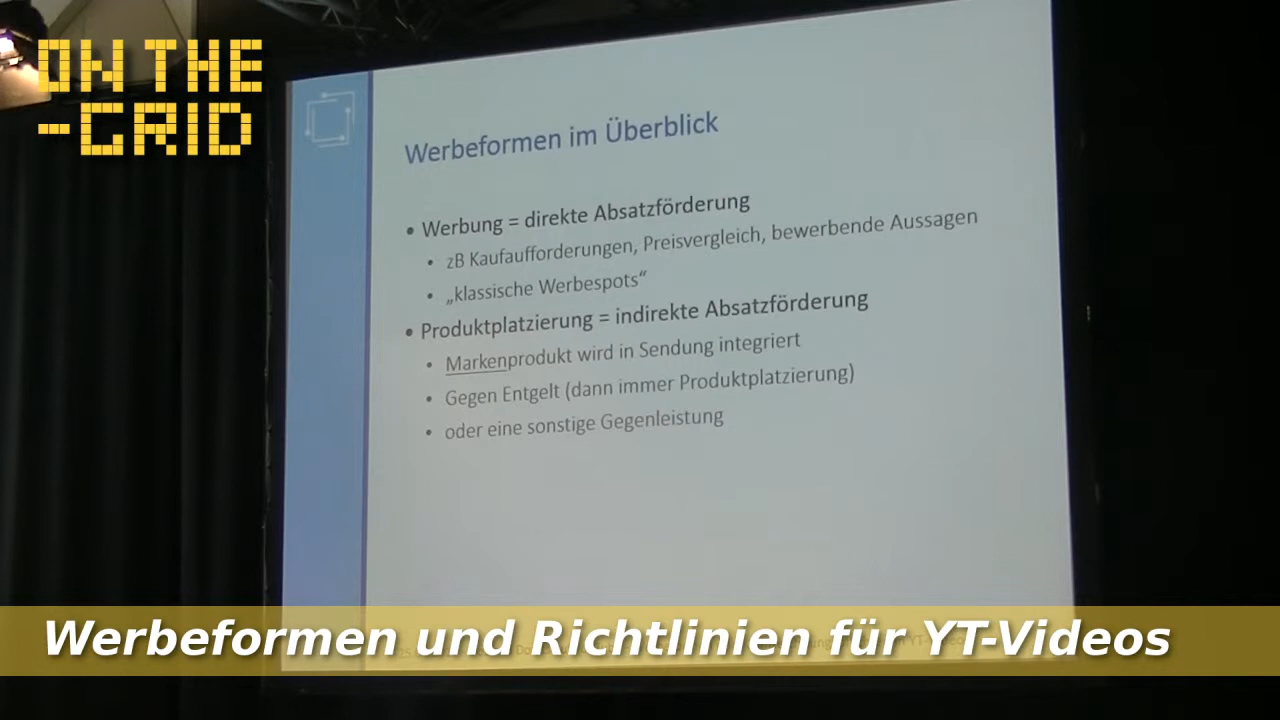 ON THE
-GRID
Werbeformen im Überblick
• Werbung = direkte Absatzförderung
• zB Kaufaufforderungen, Preisvergleich, bewerbende Aussagen
• „klassische Werbespots“
• Produktplatzierung = indirekte Absatzförderung
• Markenprodukt wird in Sendung integriert
• Gegen Entgelt (dann immer Produktplatzierung)
• oder eine sonstige Gegenleistung
Werbeformen und Richtlinien für YT-Videos